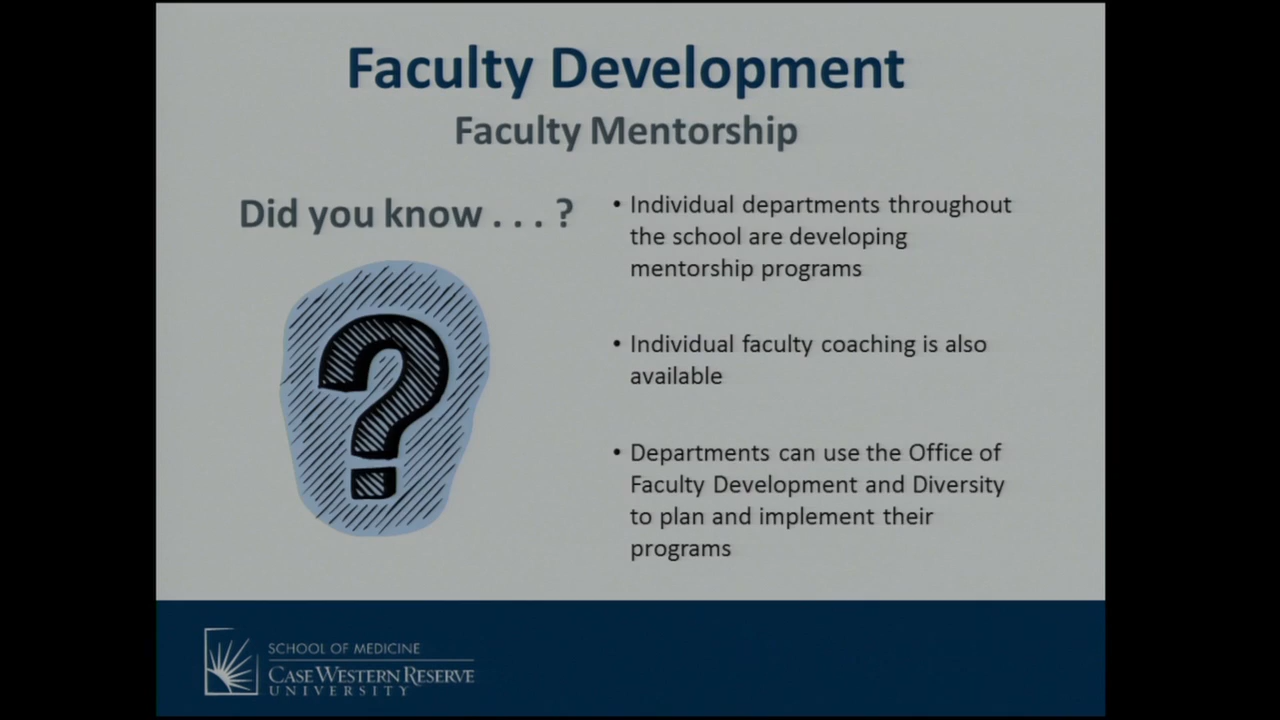 Faculty Development
Faculty Mentorship
Did you know . . . ?
• Individual departments throughout
the school are developing
mentorship programs
• Individual faculty coaching is also
available
• Departments can use the Office of
Faculty Development and Diversity
to plan and implement their
programs
SCHOOL OF MEDICINE
CASE WESTERN RESERVE
UNIVERSITY